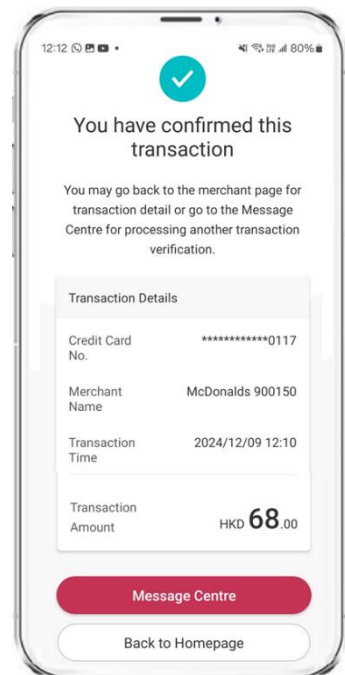 12:12
80%
You have confirmed this
transaction
You may go back to the merchant page for
transaction detail or go to the Message
Centre for processing another transaction
verification.
Transaction Details
Credit Card
No.
************0117
Merchant
Name
McDonalds 900150
Transaction
Time
2024/12/09 12:10
Transaction
Amount
HKD 68.00
Message Centre
Back to Homepage